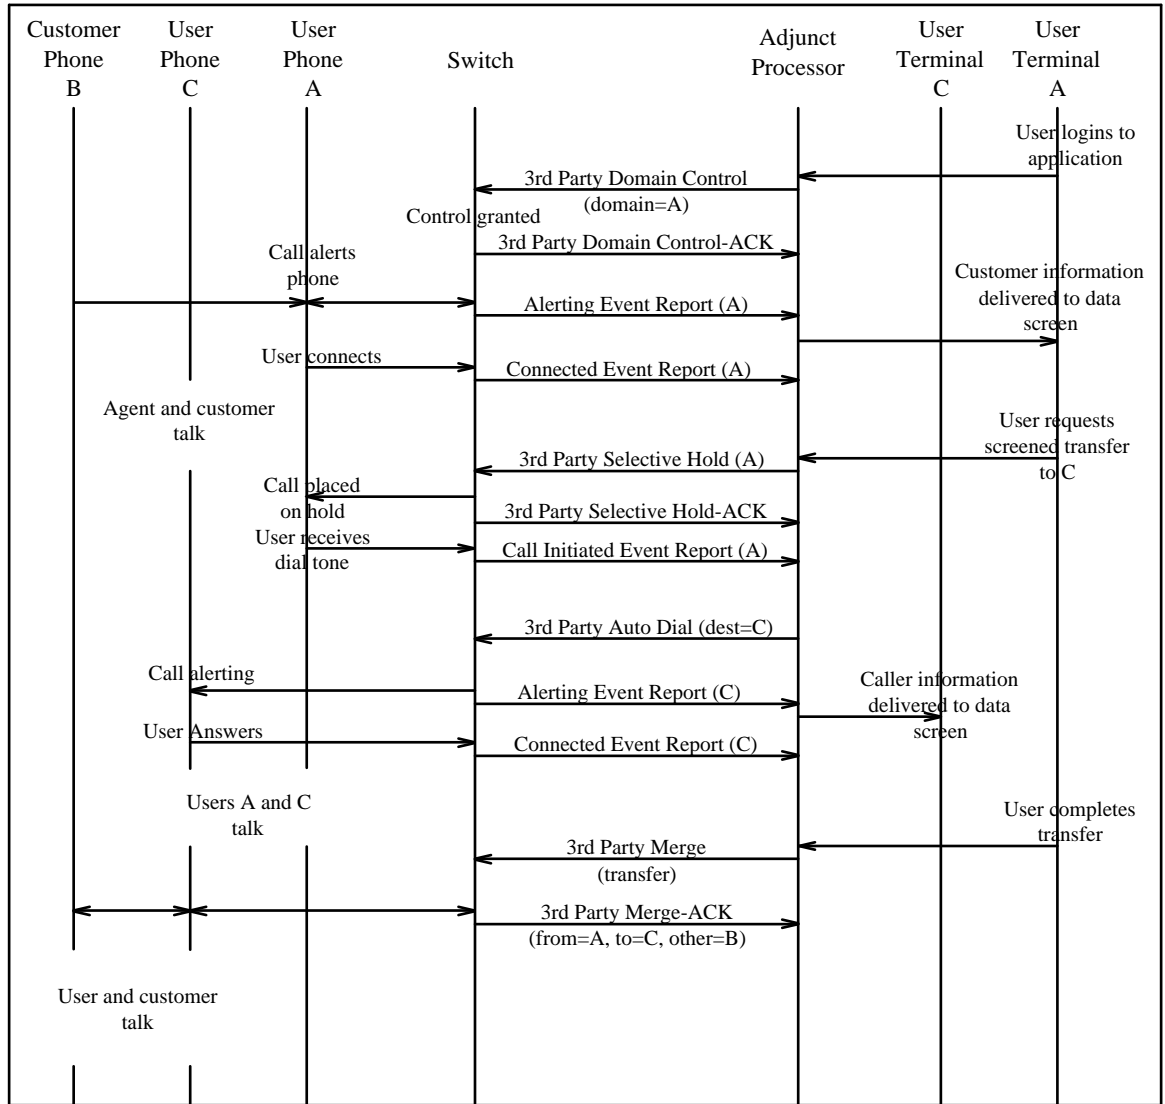 Customer
Phone
B
User
Phone
C
User
Phone
A
Switch
Adjunct
Processor
User
Terminal
C
User
Terminal
A
User logins to
application
3rd Party Domain Control
(domain=A)
Control granted
3rd Party Domain Control-ACK
Call alerts
phone
Customer information
delivered to data
screen
Alerting Event Report (A)
User connects
Connected Event Report (A)
Agent and customer
talk
User requests
screened transfer
to C
3rd Party Selective Hold (A)
Call placed
on hold
3rd Party Selective Hold-ACK
User receives
dial tone
Call Initiated Event Report (A)
3rd Party Auto Dial (dest=C)
Call alerting
Alerting Event Report (C)
Caller information
delivered to data
screen
User Answers
Connected Event Report (C)
Users A and C
talk
User completes
transfer
3rd Party Merge
(transfer)
3rd Party Merge-ACK
(from=A, to=C, other=B)
User and customer
talk